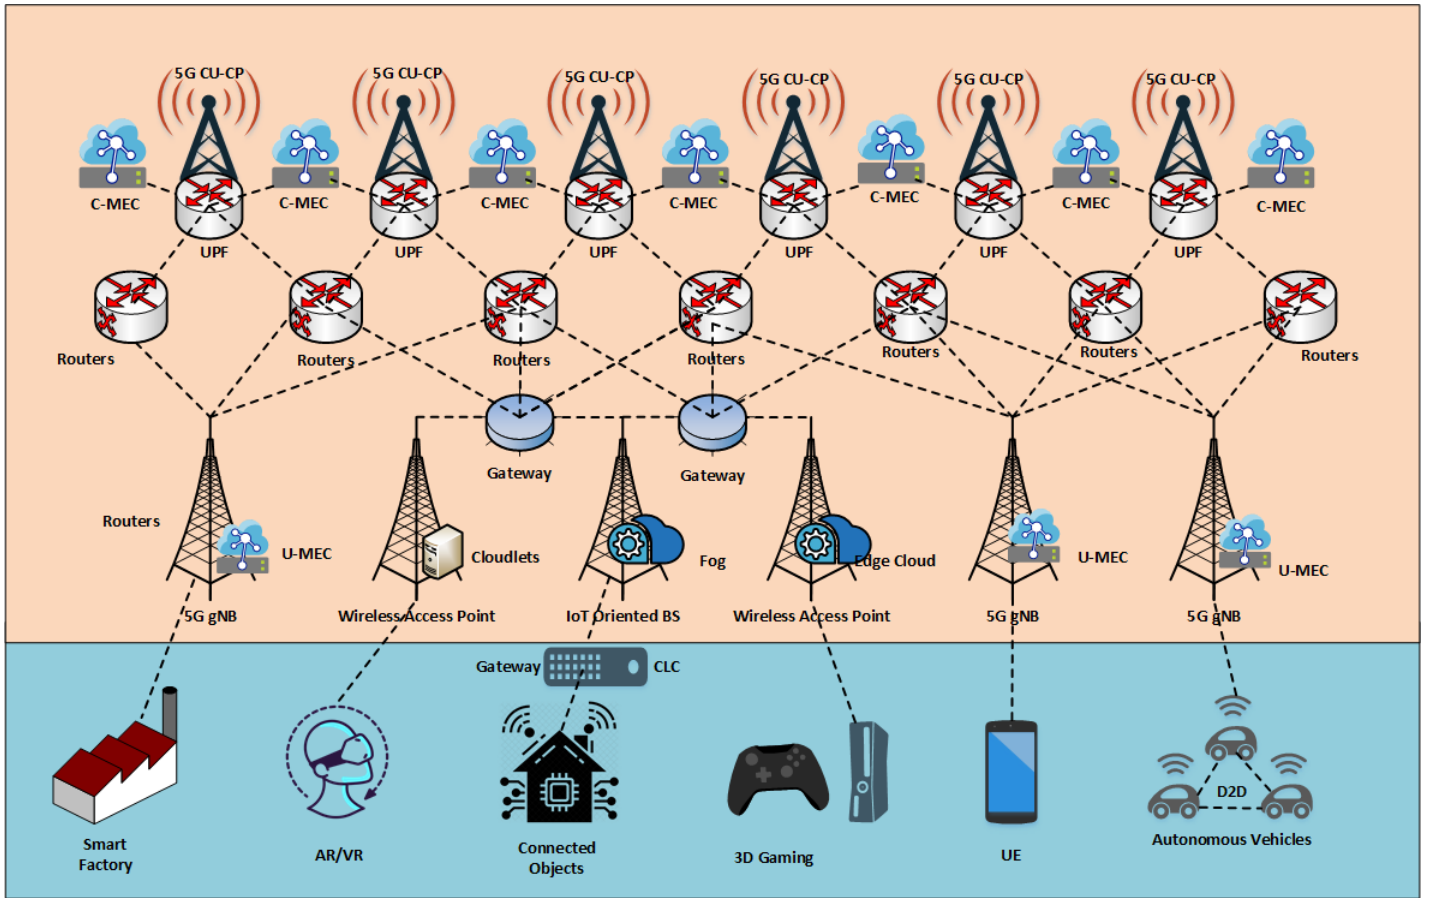 5G CU-CP
5G CU-CP
5G CU-CP
5G CU-CP
5G CU-CP
5G CU-CP
C-MEC
C-MEC
C-MEC
C-MEC
C-MEC
C-MEC
C-MEC
UPF
UPF
UPF
UPF
UPF
UPF
Routers
Routers
Routers
Routers
Routers
Routers
Routers
Gateway
Gateway
Routers
U-MEC
Cloudlets
Fog
Edge Cloud
U-MEC
U-MEC
5G gNB
Wireless Access Point
IoT Oriented BS
Wireless Access Point
5G gNB
5G gNB
Gateway
CLC
D2D
Smart
Factory
AR/VR
Connected
Objects
3D Gaming
UE
Autonomous Vehicles